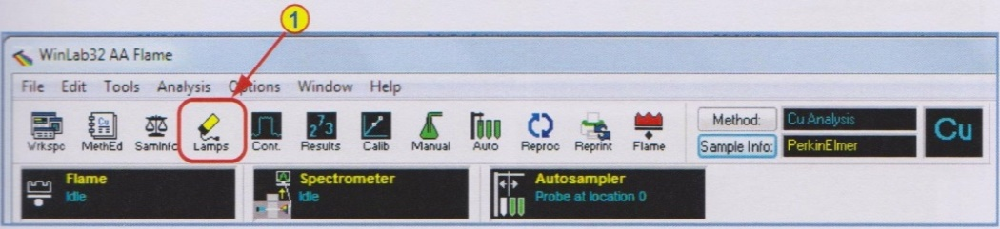 1
WinLab32 AA Flame
File Edit Tools Analysis Options Window Help
Wrkspc MethEd SamInfo Lamps Cont. Results Calib Manual Auto Reproc Reprint Flame
Method: Cu Analysis
Sample Info: PerkinElmer
Cu
Flame
Idle
Spectrometer
Idle
Autosampler
Probe at location 0